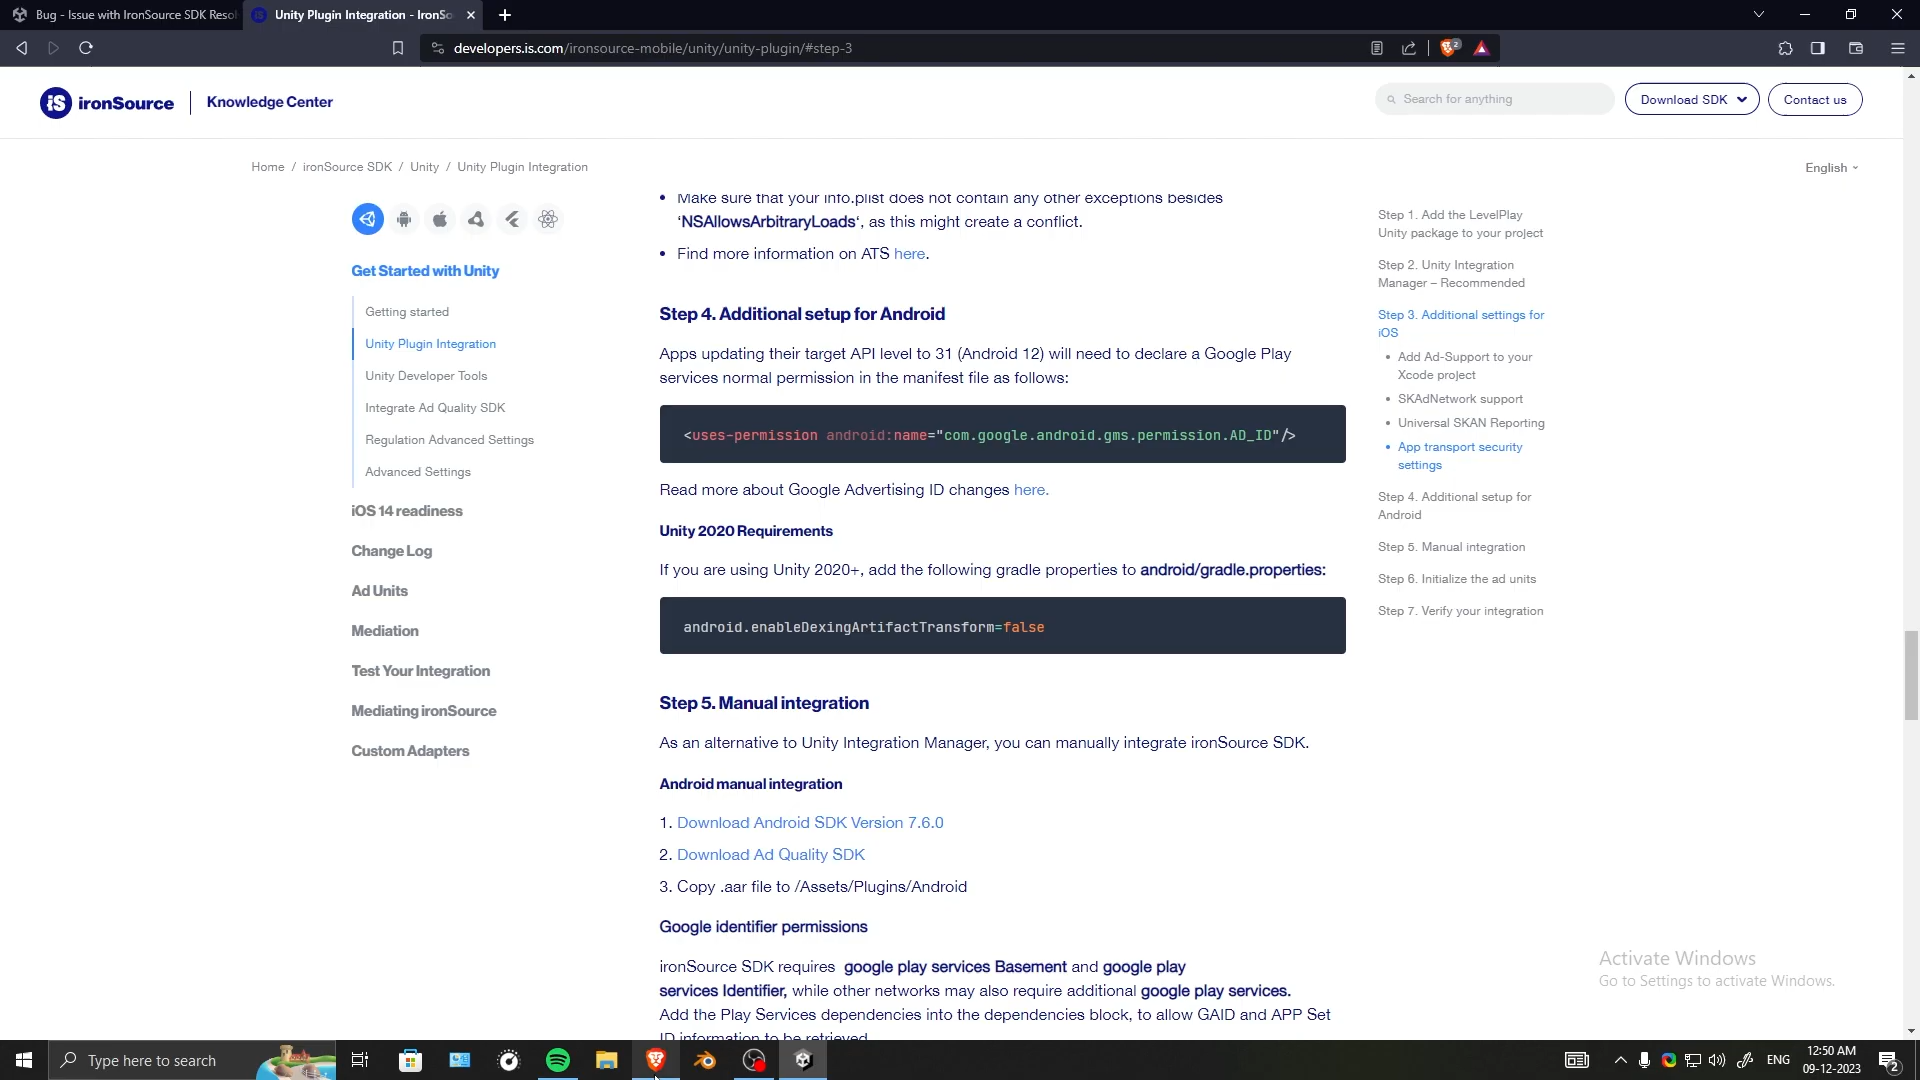 Bug - Issue with IronSource SDK Resol
Unity Plugin Integration - IronSo
developers.is.com/ironsource-mobile/unity/unity-plugin/#step-3
2
iS ironSource
Knowledge Center
Search for anything
Download SDK
Contact us
Home / ironSource SDK / Unity / Unity Plugin Integration
English
Get Started with Unity
Getting started
Unity Plugin Integration
Unity Developer Tools
Integrate Ad Quality SDK
Regulation Advanced Settings
Advanced Settings
iOS 14 readiness
Change Log
Ad Units
Mediation
Test Your Integration
Mediating ironSource
Custom Adapters
• Make sure that your info.plist does not contain any other exceptions besides
‘NSAllowsArbitraryLoads‘, as this might create a conflict.
• Find more information on ATS here.
Step 4. Additional setup for Android
Apps updating their target API level to 31 (Android 12) will need to declare a Google Play
services normal permission in the manifest file as follows:
<uses-permission android:name="com.google.android.gms.permission.AD_ID"/>
Read more about Google Advertising ID changes here.
Unity 2020 Requirements
If you are using Unity 2020+, add the following gradle properties to android/gradle.properties:
android.enableDexingArtifactTransform=false
Step 5. Manual integration
As an alternative to Unity Integration Manager, you can manually integrate ironSource SDK.
Android manual integration
1. Download Android SDK Version 7.6.0
2. Download Ad Quality SDK
3. Copy .aar file to /Assets/Plugins/Android
Google identifier permissions
ironSource SDK requires google play services Basement and google play
services Identifier, while other networks may also require additional google play services.
Add the Play Services dependencies into the dependencies block, to allow GAID and APP Set
ID information to be retrieved
Step 1. Add the LevelPlay
Unity package to your project
Step 2. Unity Integration
Manager – Recommended
Step 3. Additional settings for
iOS
• Add Ad-Support to your
Xcode project
• SKAdNetwork support
• Universal SKAN Reporting
• App transport security
settings
Step 4. Additional setup for
Android
Step 5. Manual integration
Step 6. Initialize the ad units
Step 7. Verify your integration
Activate Windows
Go to Settings to activate Windows.
Type here to search
ENG
12:50 AM
09-12-2023
2